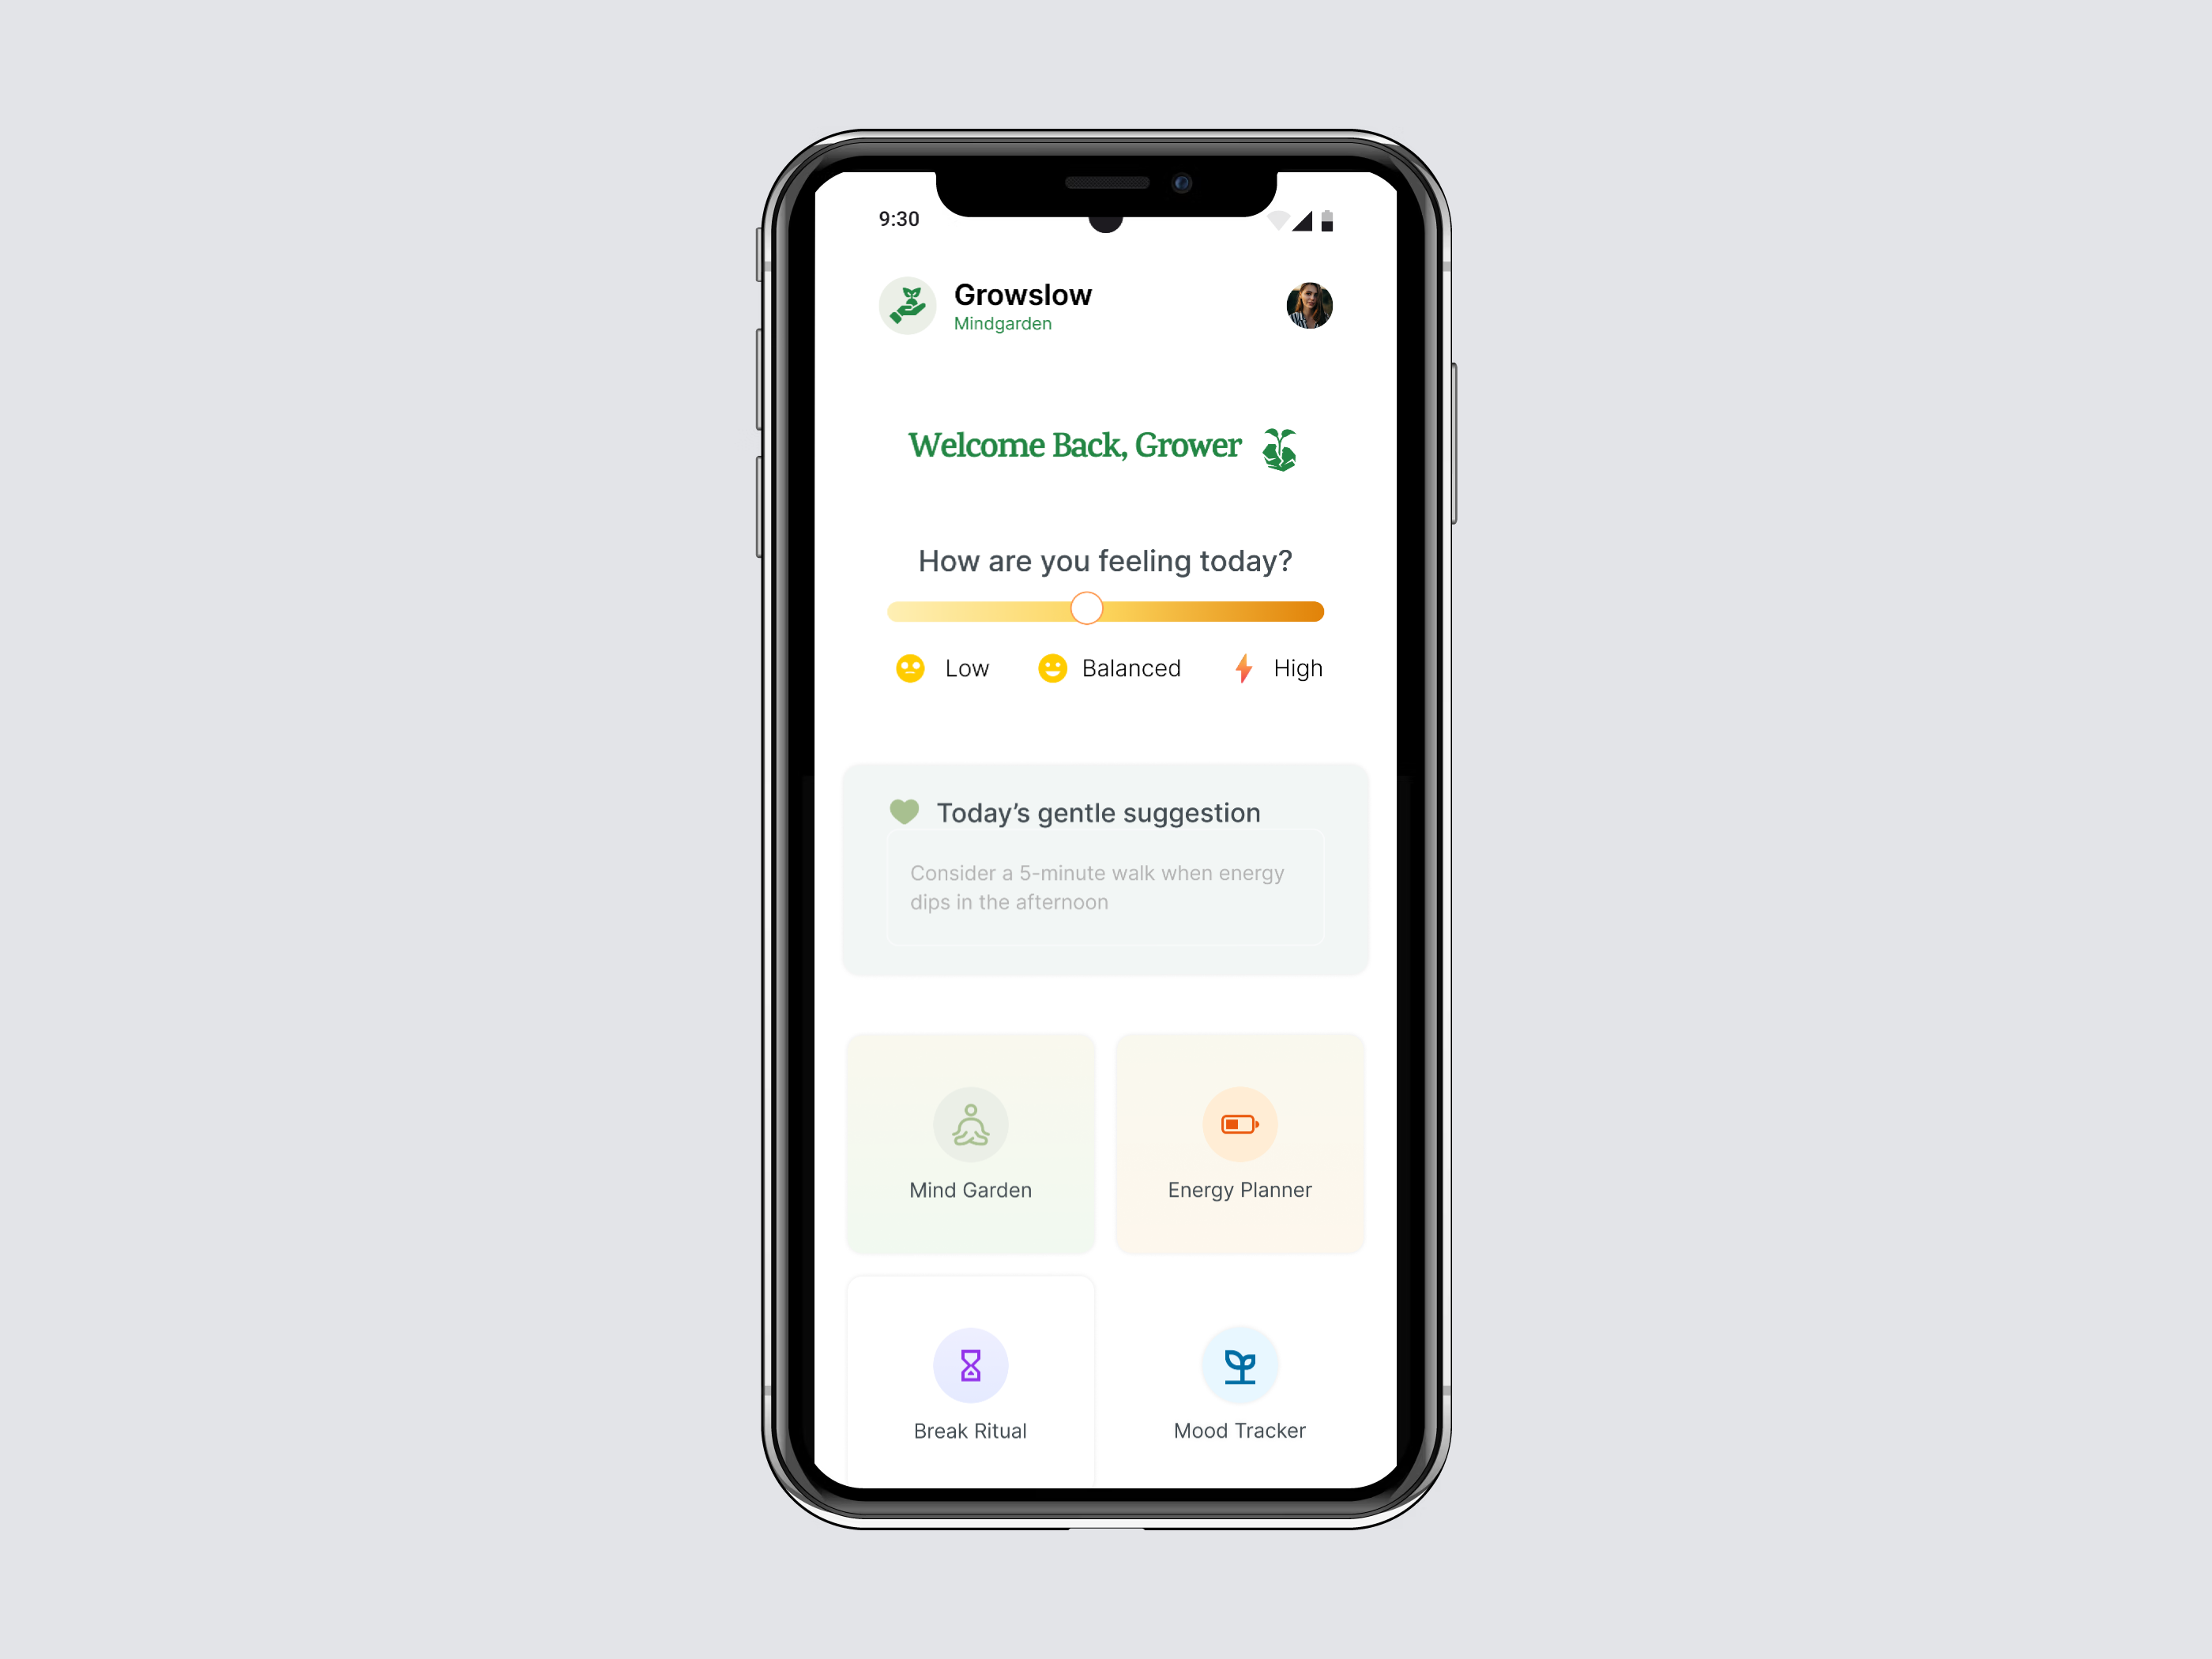 9:30
Growslow
Mindgarden
Welcome Back, Grower
How are you feeling today?
Low Balanced High
Today’s gentle suggestion
Consider a 5-minute walk when energy
dips in the afternoon
Mind Garden Energy Planner
Break Ritual Mood Tracker